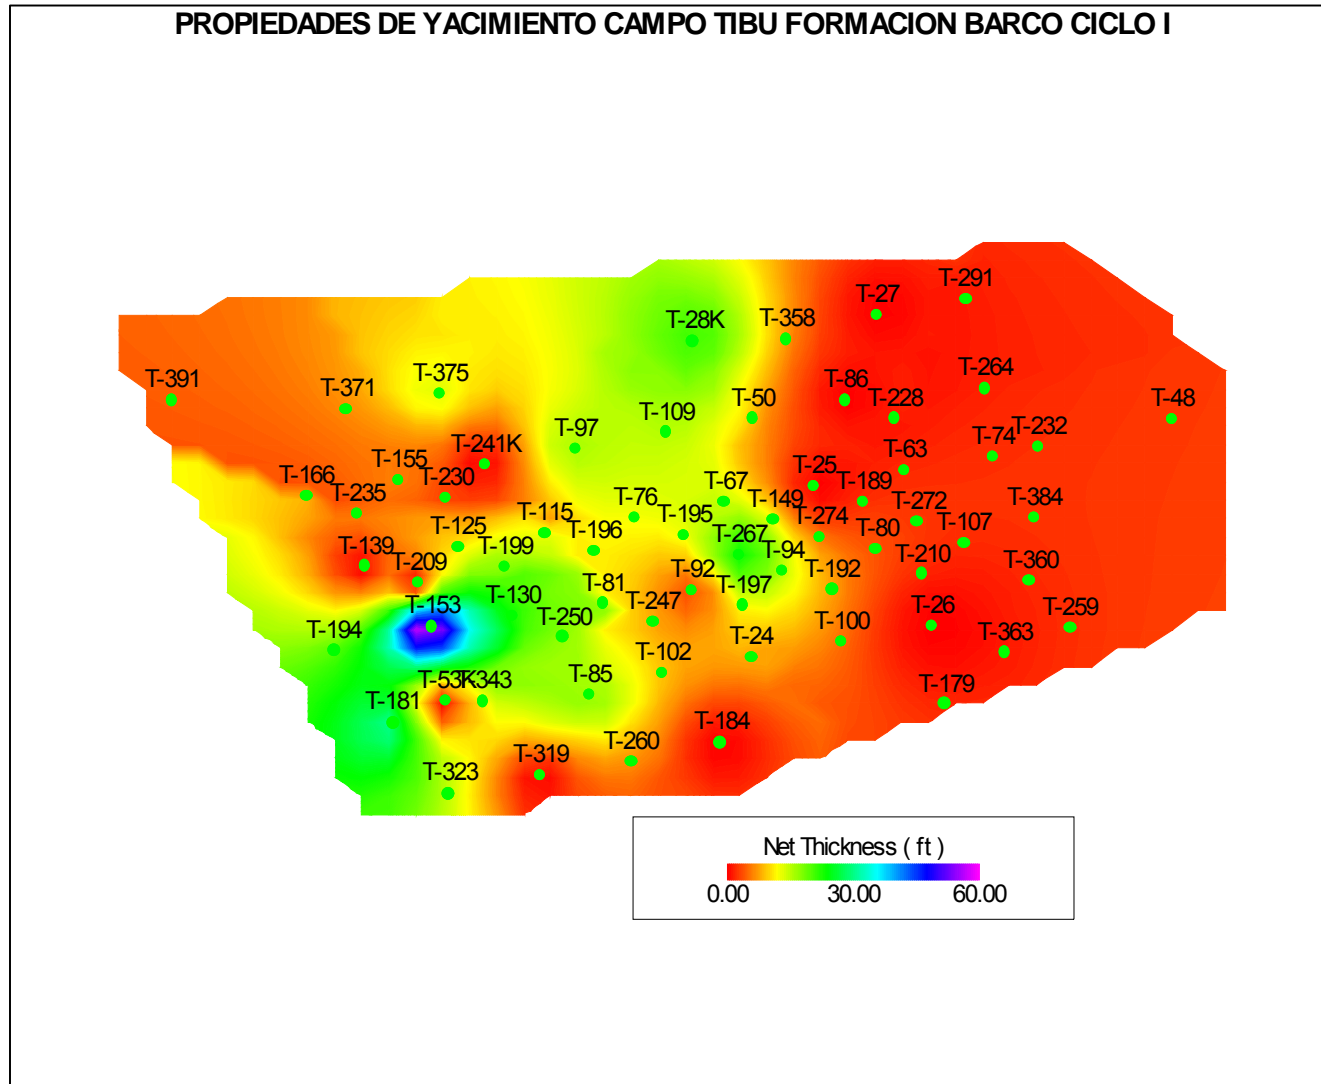 PROPIEDADES DE YACIMIENTO CAMPO TIBU FORMACION BARCO CICLO I
T-291
T-27
T-28K
T-358
T-391
T-371
T-375
T-86
T-264
T-228
T-48
T-50
T-109
T-97
T-232
T-74
T-63
T-241K
T-155
T-230
T-25
T-166
T-235
T-67
T-189
T-76
T-149
T-384
T-272
T-274
T-107
T-115
T-195
T-125
T-196
T-267
T-80
T-199
T-139
T-209
T-94
T-210
T-360
T-92
T-192
T-81
T-130
T-197
T-153
T-247
T-250
T-26
T-259
T-194
T-100
T-24
T-363
T-102
T-85
T-53K
T-343
T-181
T-179
T-184
T-260
T-319
T-323
Net Thickness ( ft )
0.00 30.00 60.00